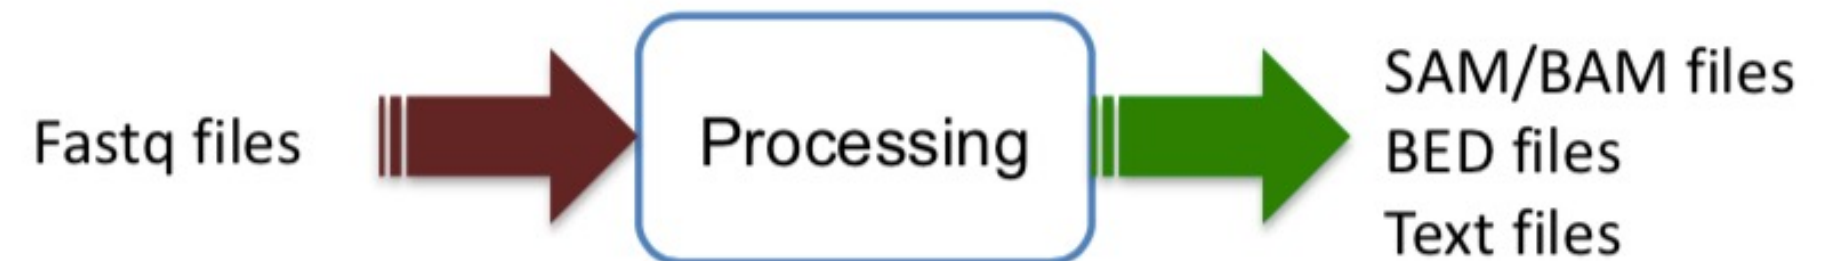 Fastq files
Processing
SAM/BAM files
BED files
Text files